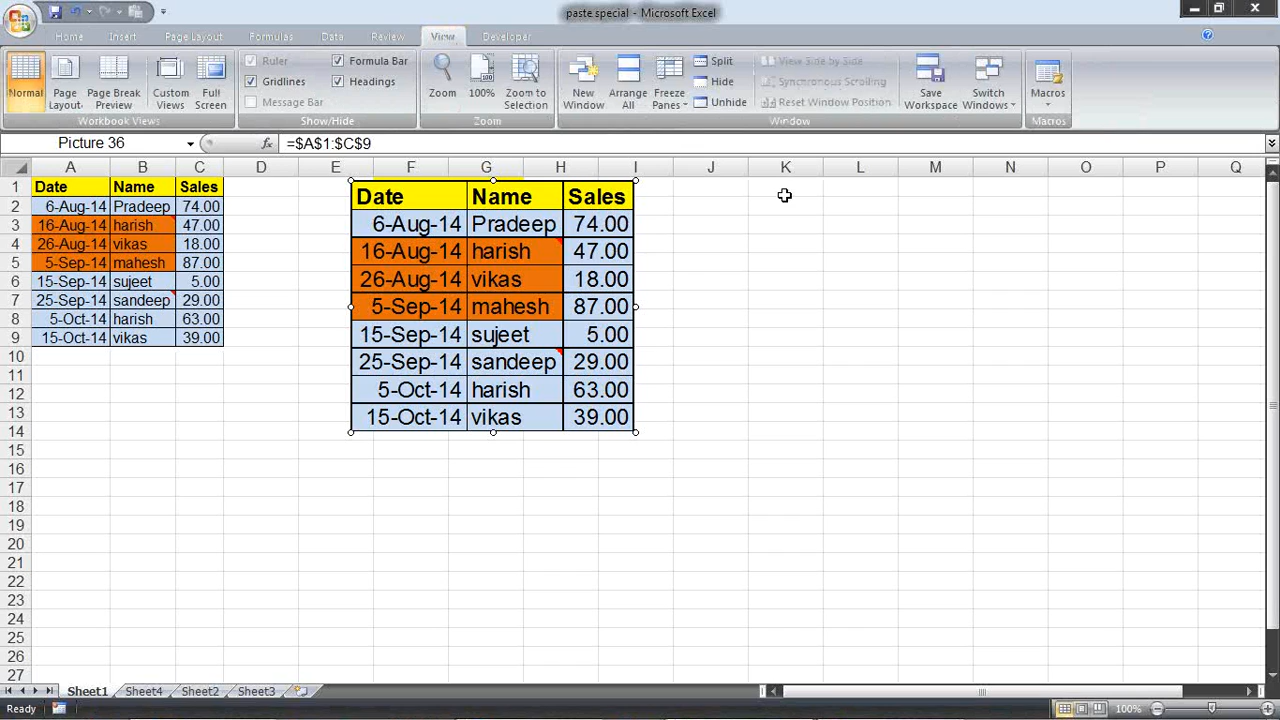 paste special - Microsoft Excel
Home Insert Page Layout Formulas Data Review View Developer
Normal Page Layout Page Break Preview Custom Views Full Screen
Workbook Views
Ruler Formula Bar
Gridlines Headings
Message Bar
Show/Hide
Zoom 100% Zoom to Selection
Zoom
New Window Arrange All Freeze Panes
Split
Hide
Unhide
View Side by Side
Synchronous Scrolling
Reset Window Position
Save Workspace Switch Windows
Window
Macros
Macros
Picture 36 fx =$A$1:$C$9
A B C D E F G H I J K L M N O P Q
1 Date Name Sales
2 6-Aug-14 Pradeep 74.00
3 16-Aug-14 harish 47.00
4 26-Aug-14 vikas 18.00
5 5-Sep-14 mahesh 87.00
6 15-Sep-14 sujeet 5.00
7 25-Sep-14 sandeep 29.00
8 5-Oct-14 harish 63.00
9 15-Oct-14 vikas 39.00
10
11
12
13
14
15
16
17
18
19
20
21
22
23
24
25
26
27
Date Name Sales
6-Aug-14 Pradeep 74.00
16-Aug-14 harish 47.00
26-Aug-14 vikas 18.00
5-Sep-14 mahesh 87.00
15-Sep-14 sujeet 5.00
25-Sep-14 sandeep 29.00
5-Oct-14 harish 63.00
15-Oct-14 vikas 39.00
Sheet1 Sheet4 Sheet2 Sheet3
Ready 100%